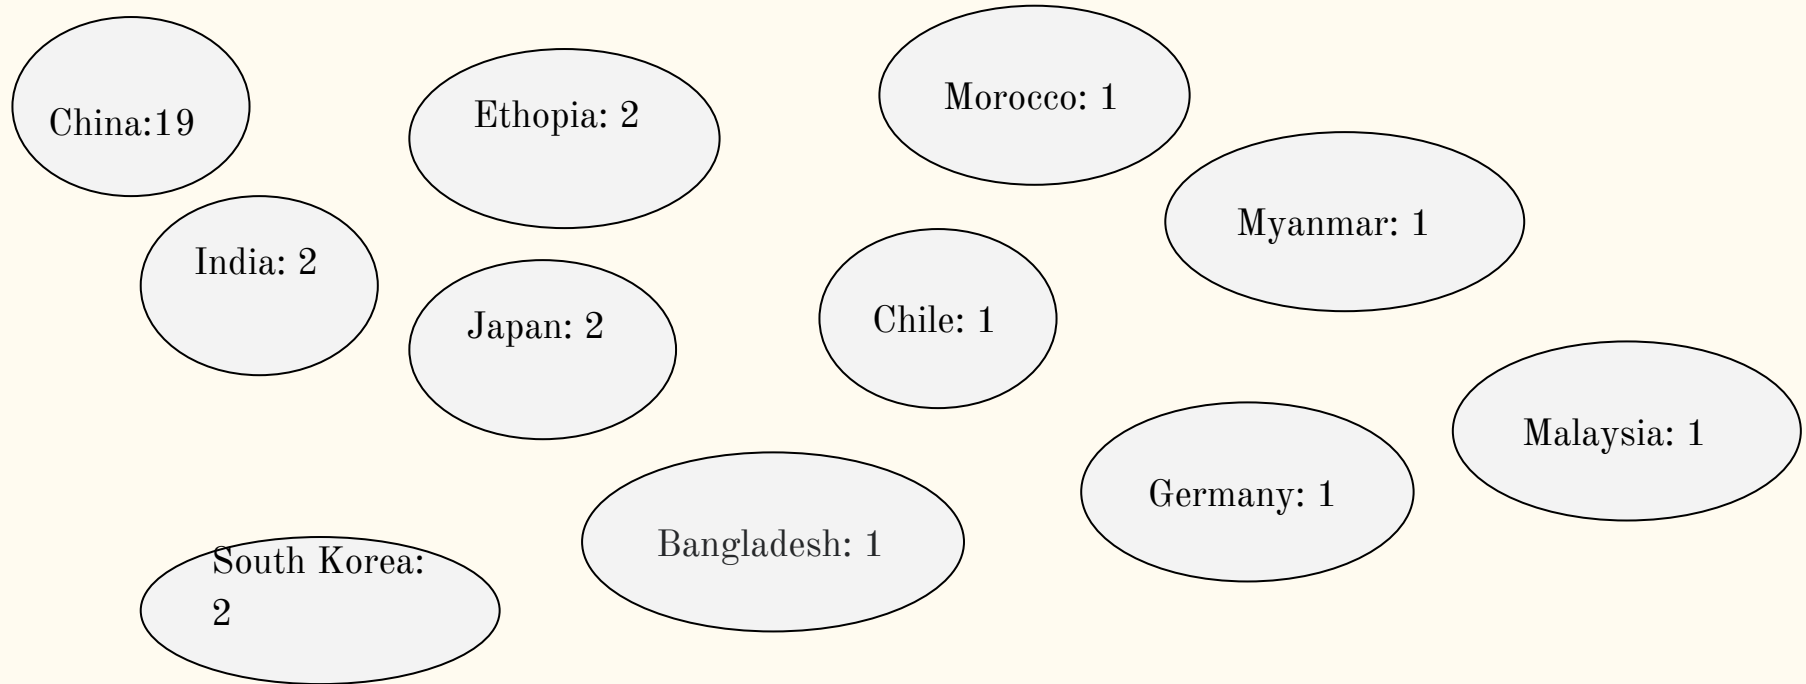 China:19
Ethopia: 2
Morocco: 1
Myanmar: 1
India: 2
Japan: 2
Chile: 1
Malaysia: 1
Germany: 1
Bangladesh: 1
South Korea:
2